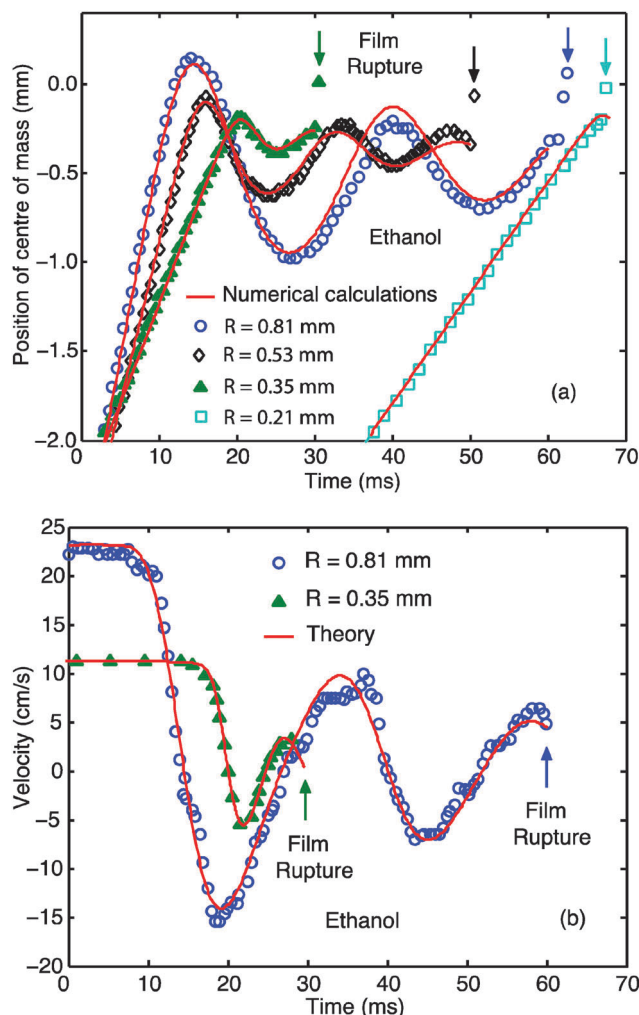 (a)
Film
Rupture
Position of centre of mass (mm)
0.0
−0.5
−1.0
−1.5
−2.0
Ethanol
Numerical calculations
R = 0.81 mm
R = 0.53 mm
R = 0.35 mm
R = 0.21 mm
(a)
0 10 20 30 40 50 60 70
Time (ms)
(b)
Velocity (cm/s)
25
20
15
10
5
0
−5
−10
−15
−20
R = 0.81 mm
R = 0.35 mm
Theory
Film
Rupture
Film
Rupture
Ethanol
(b)
0 10 20 30 40 50 60 70
Time (ms)